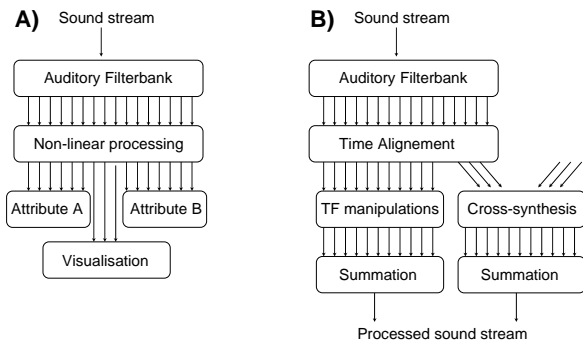 A)
Sound stream
Auditory Filterbank
Non-linear processing
Attribute A
Attribute B
Visualisation
B)
Sound stream
Auditory Filterbank
Time Alignement
TF manipulations
Cross-synthesis
Summation
Summation
Processed sound stream